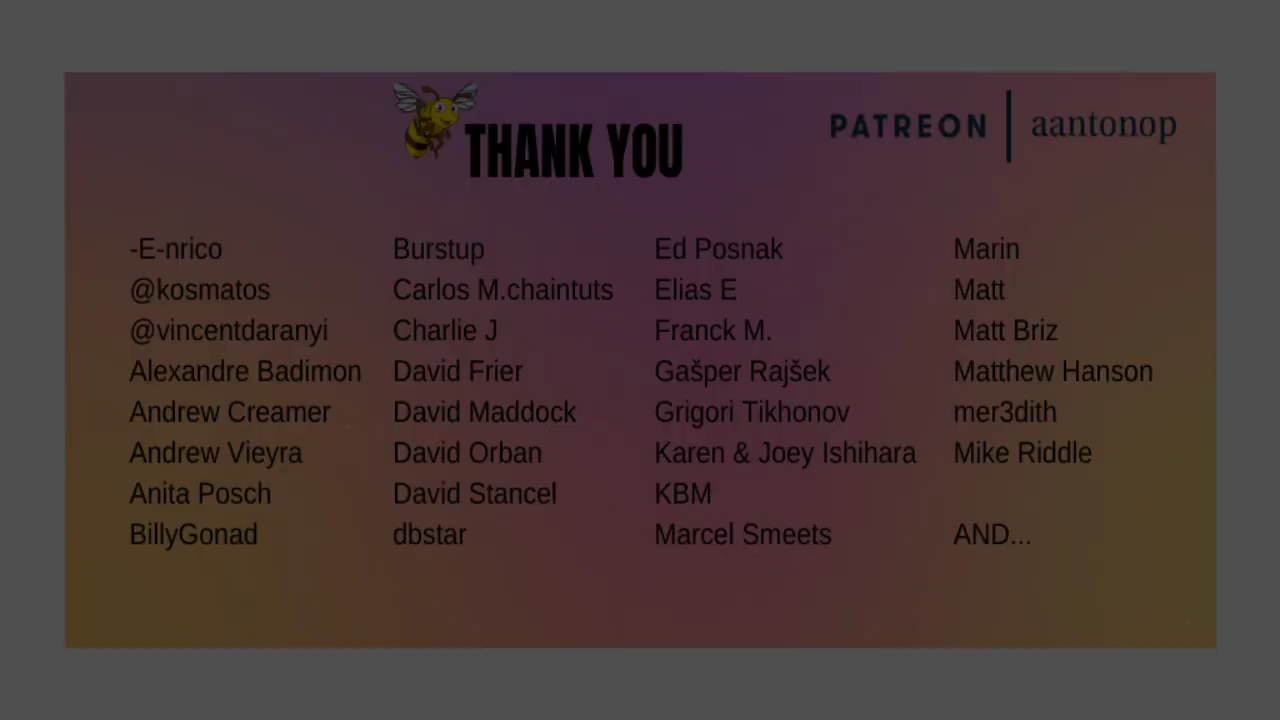 THANK YOU
PATREON | aantonop
-E-nrico
@kosmatos
@vincentdaranyi
Alexandre Badimon
Andrew Creamer
Andrew Vieyra
Anita Posch
BillyGonad
Burstup
Carlos M.chaintuts
Charlie J
David Frier
David Maddock
David Orban
David Stancel
dbstar
Ed Posnak
Elias E
Franck M.
Gašper Rajšek
Grigori Tikhonov
Karen & Joey Ishihara
KBM
Marcel Smeets
Marin
Matt
Matt Briz
Matthew Hanson
mer3dith
Mike Riddle
AND...